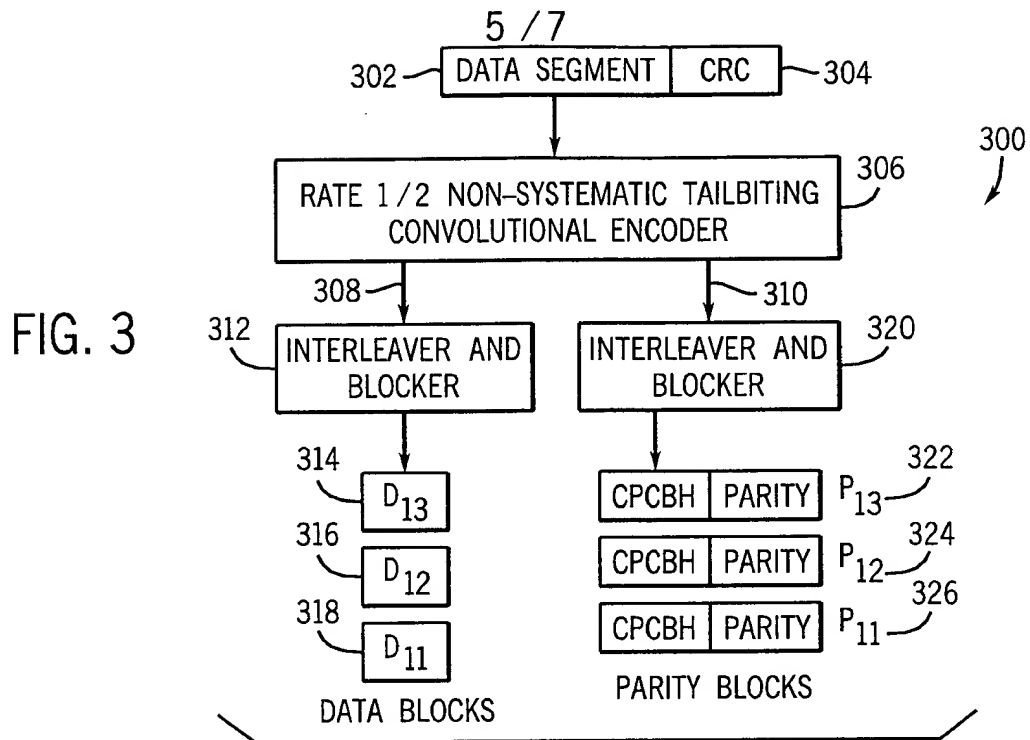 5 / 7
302 DATA SEGMENT CRC 304
300
306
RATE 1/2 NON–SYSTEMATIC TAILBITING
CONVOLUTIONAL ENCODER
308 310
FIG. 3
312 INTERLEAVER AND BLOCKER
INTERLEAVER AND BLOCKER 320
314 D13
CPCBH PARITY P13 322
316 D12
CPCBH PARITY P12 324
318 D11
CPCBH PARITY P11 326
DATA BLOCKS
PARITY BLOCKS